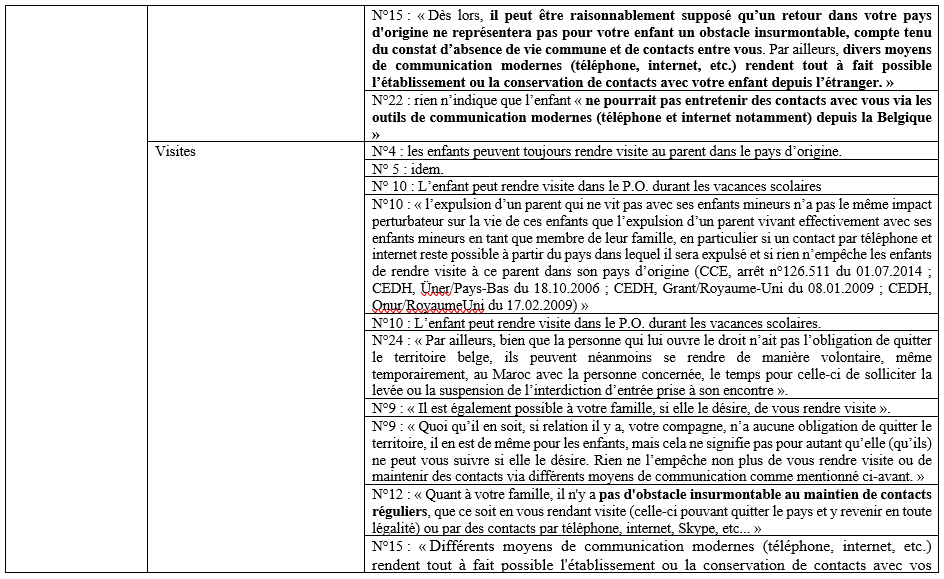 N°15 : « Dès lors, il peut être raisonnablement supposé qu’un retour dans votre pays
d'origine ne représentera pas pour votre enfant un obstacle insurmontable, compte tenu
du constat d’absence de vie commune et de contacts entre vous. Par ailleurs, divers moyens
de communication modernes (téléphone, internet, etc.) rendent tout à fait possible
l’établissement ou la conservation de contacts avec votre enfant depuis l’étranger. »
N°22 : rien n’indique que l’enfant « ne pourrait pas entretenir des contacts avec vous via les
outils de communication modernes (téléphone et internet notamment) depuis la Belgique
»
Visites
N°4 : les enfants peuvent toujours rendre visite au parent dans le pays d’origine.
N° 5 : idem.
N° 10 : L’enfant peut rendre visite dans le P.O. durant les vacances scolaires
N°10 : « l’expulsion d’un parent qui ne vit pas avec ses enfants mineurs n’a pas le même impact
perturbateur sur la vie de ces enfants que l’expulsion d’un parent vivant effectivement avec ses
enfants mineurs en tant que membre de leur famille, en particulier si un contact par téléphone et
internet reste possible à partir du pays dans lequel il sera expulsé et si rien n’empêche les enfants
de rendre visite à ce parent dans son pays d’origine (CCE, arrêt n°126.511 du 01.07.2014 ;
CEDH, Üner/Pays-Bas du 18.10.2006 ; CEDH, Grant/Royaume-Uni du 08.01.2009 ; CEDH,
Onur/RoyaumeUni du 17.02.2009) »
N°10 : L’enfant peut rendre visite dans le P.O. durant les vacances scolaires.
N°24 : « Par ailleurs, bien que la personne qui lui ouvre le droit n’ait pas l’obligation de quitter
le territoire belge, ils peuvent néanmoins se rendre de manière volontaire, même
temporairement, au Maroc avec la personne concernée, le temps pour celle-ci de solliciter la
levée ou la suspension de l’interdiction d’entrée prise à son encontre ».
N°9 : « Il est également possible à votre famille, si elle le désire, de vous rendre visite ».
N°9 : « Quoi qu’il en soit, si relation il y a, votre compagne, n’a aucune obligation de quitter le
territoire, il en est de même pour les enfants, mais cela ne signifie pas pour autant qu’elle (qu’ils)
ne peut vous suivre si elle le désire. Rien ne l’empêche non plus de vous rendre visite ou de
maintenir des contacts via différents moyens de communication comme mentionné ci-avant. »
N°12 : « Quant à votre famille, il n'y a pas d'obstacle insurmontable au maintien de contacts
réguliers, que ce soit en vous rendant visite (celle-ci pouvant quitter le pays et y revenir en toute
légalité) ou par des contacts par téléphone, internet, Skype, etc... »
N°15 : « Différents moyens de communication modernes (téléphone, internet, etc.)
rendent tout à fait possible l'établissement ou la conservation de contacts avec vos